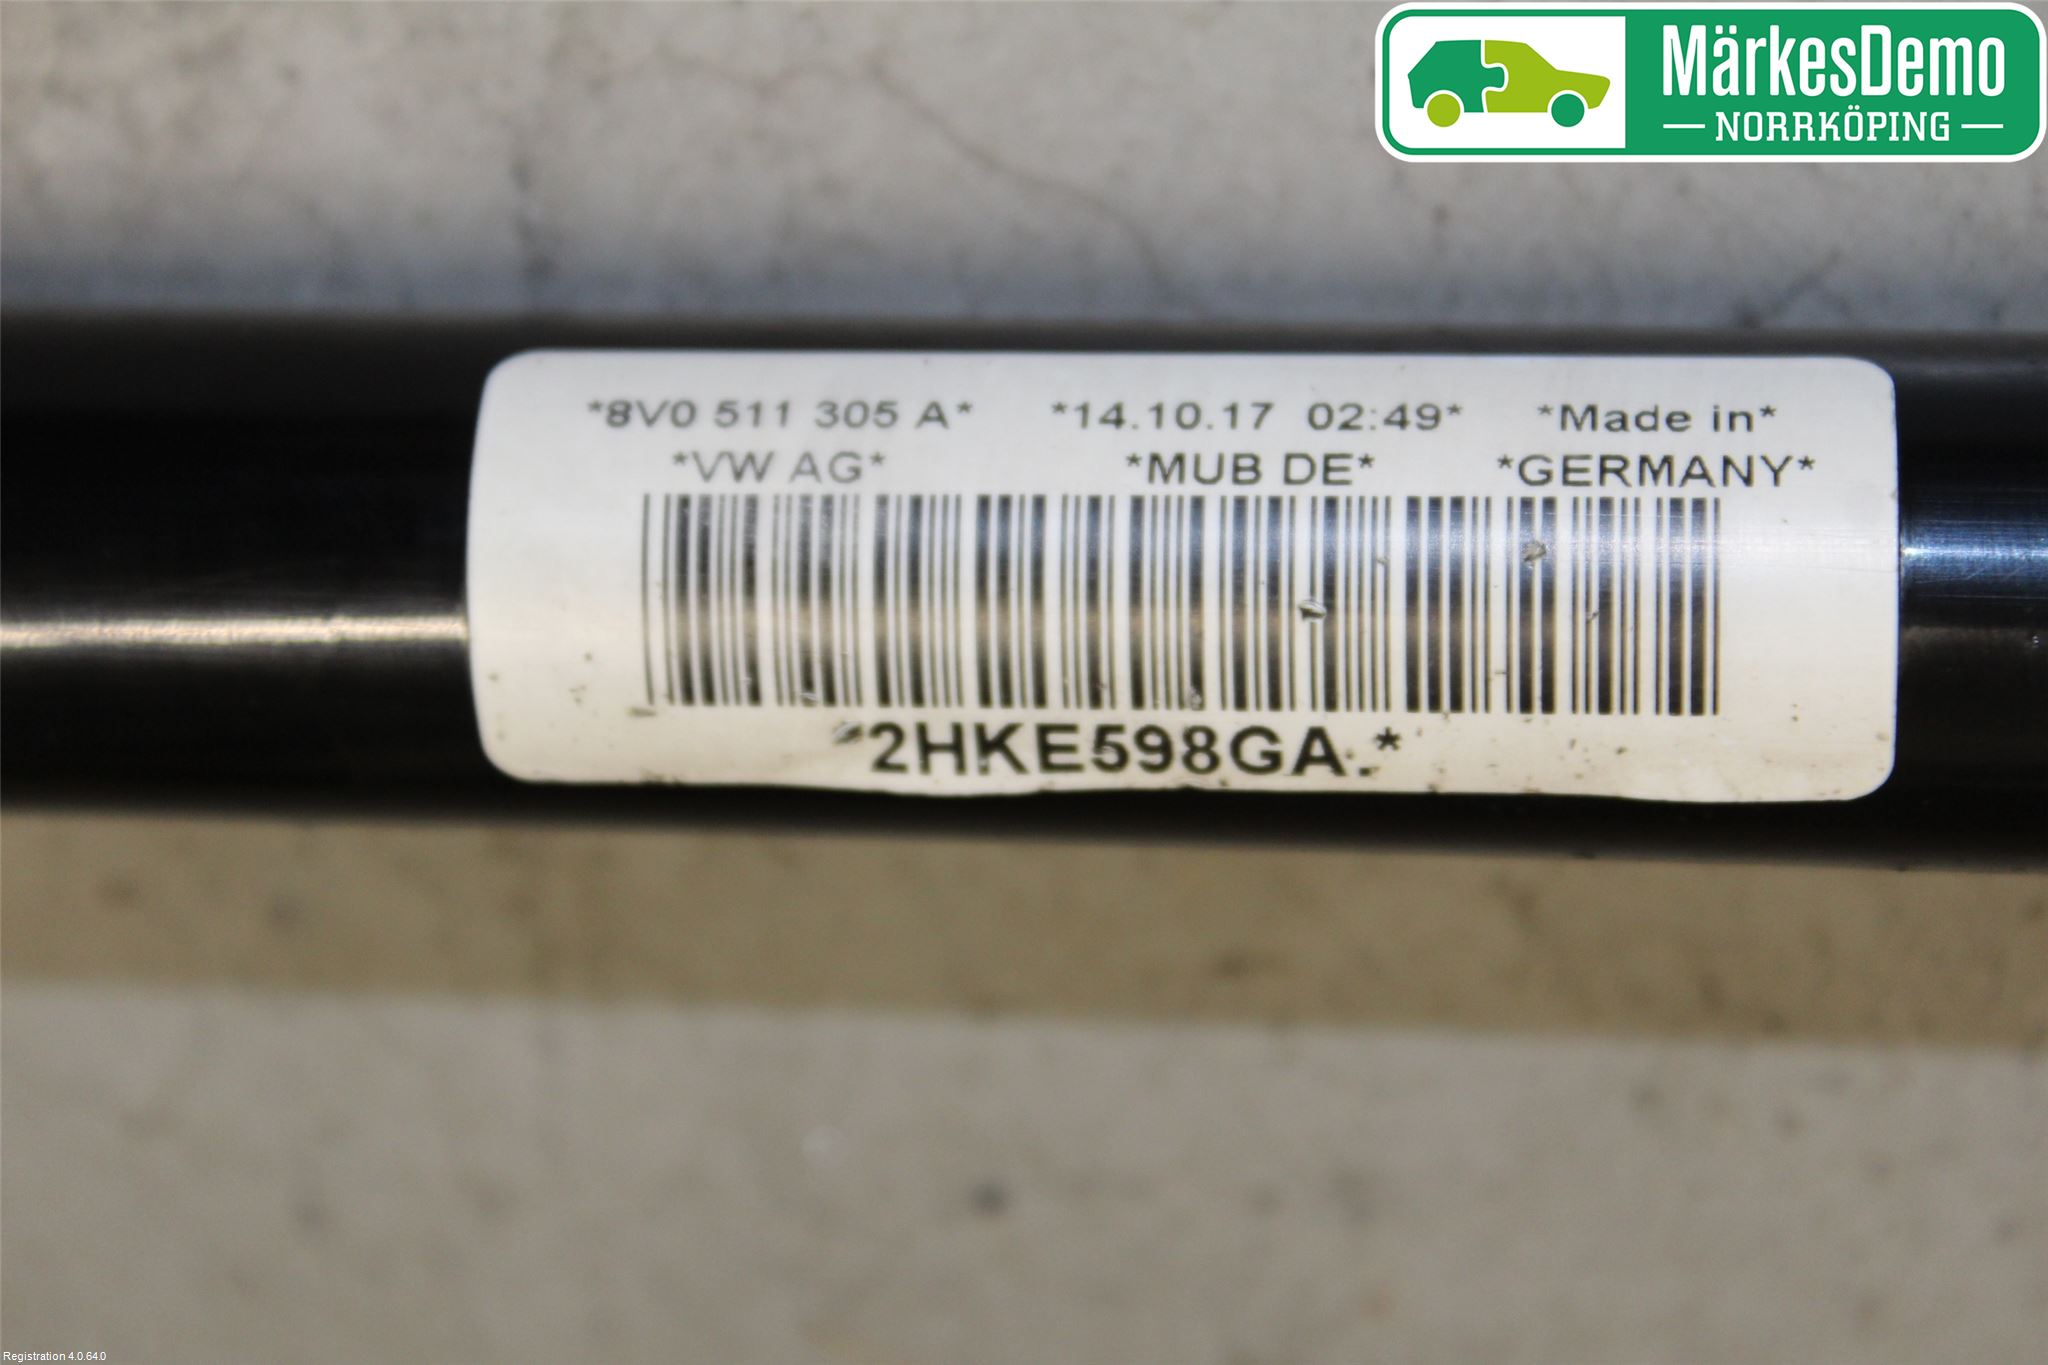 MärkesDemo
NORRKÖPING
*8V0 511 305 A* *14.10.17 02:49* *Made in*
*VW AG* *MUB DE* *GERMANY*
*2HKE598GA.*
Registration 4.0.64.0